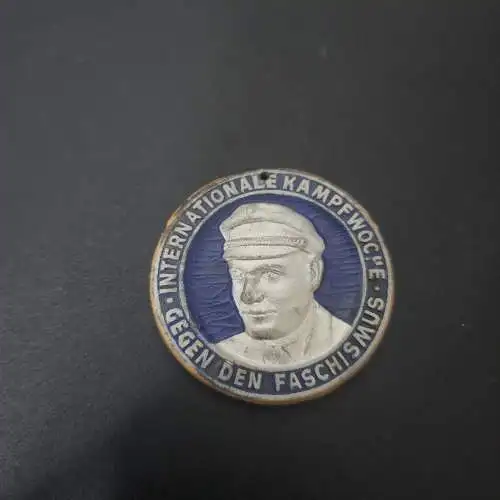 · INTERNATIONALE KAMPFWOCHE ·
GEGEN DEN FASCHISMUS